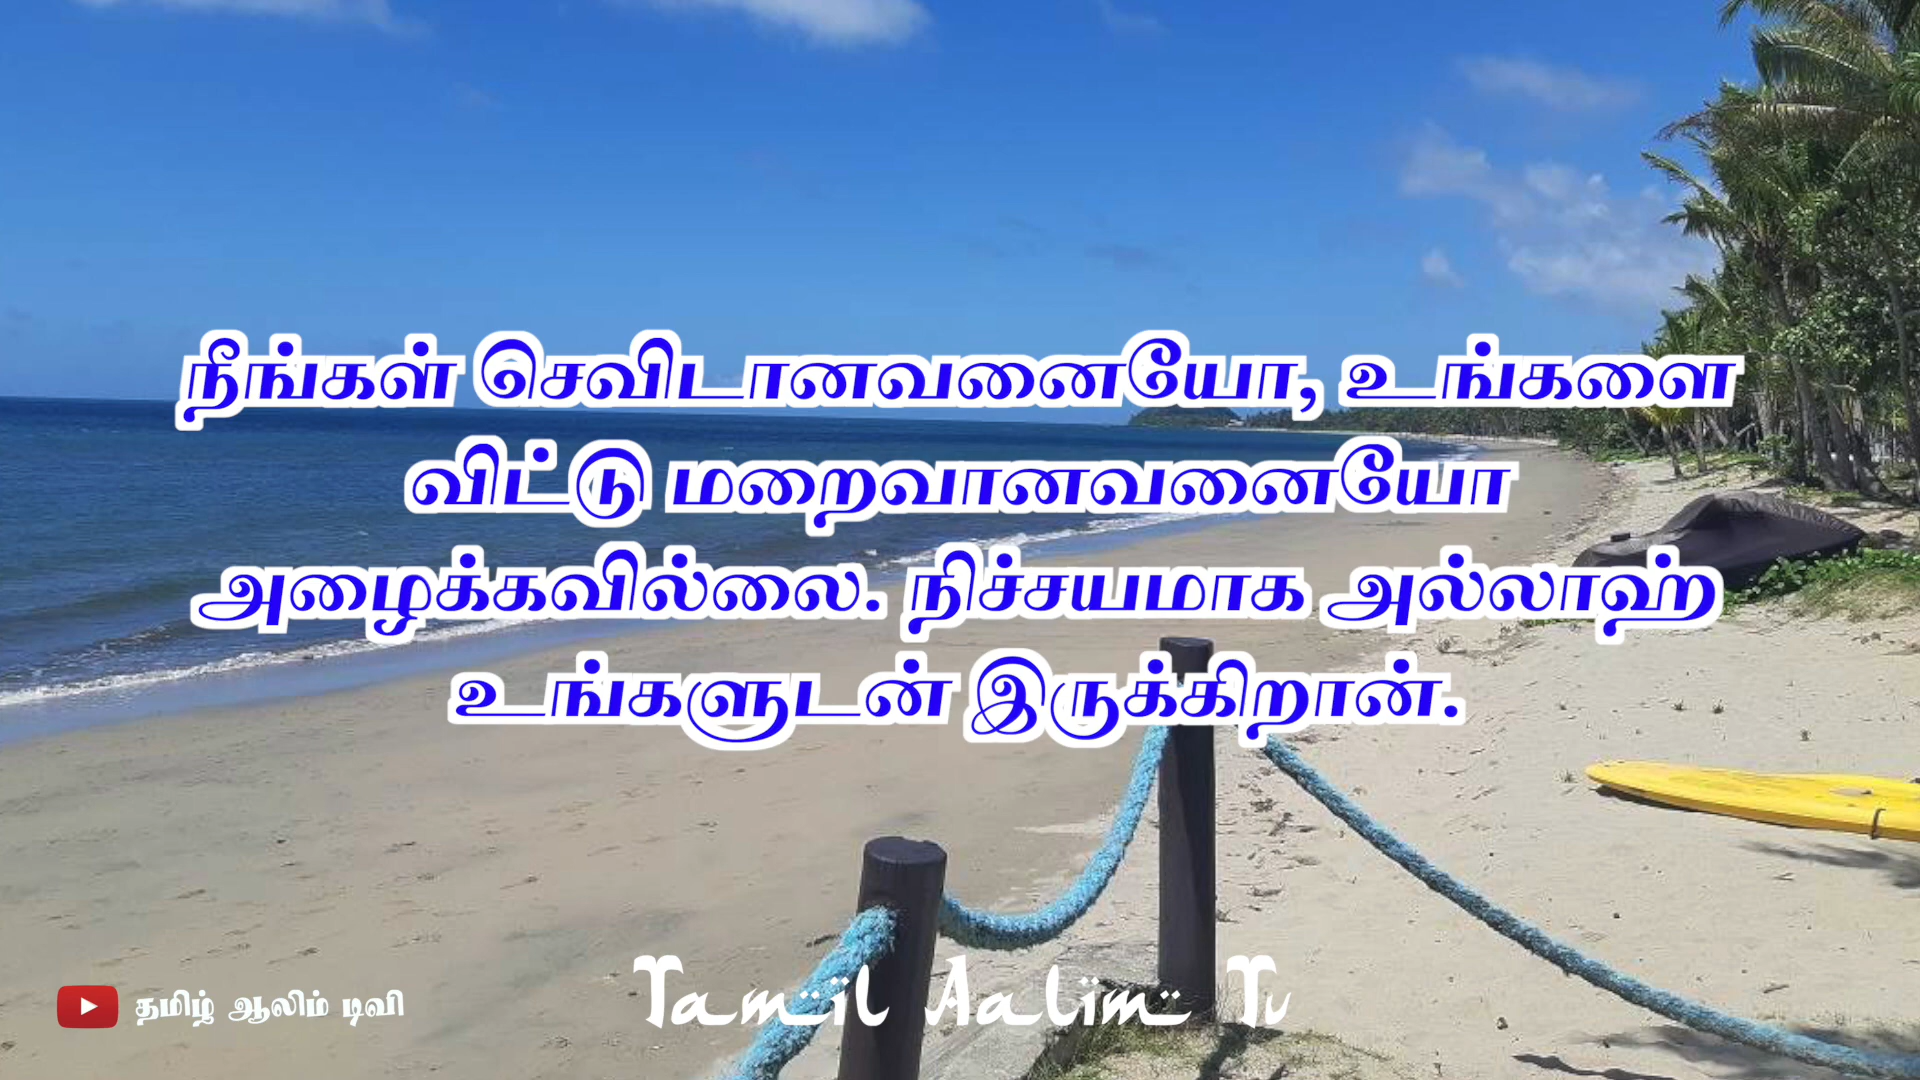 நீங்கள் செவிடானவனையோ, உங்களை
விட்டு மறைவானவனையோ
அழைக்கவில்லை. நிச்சயமாக அல்லாஹ்
உங்களுடன் இருக்கிறான்.
தமிழ் ஆலிம் டிவி
Tamil Aalim Tv